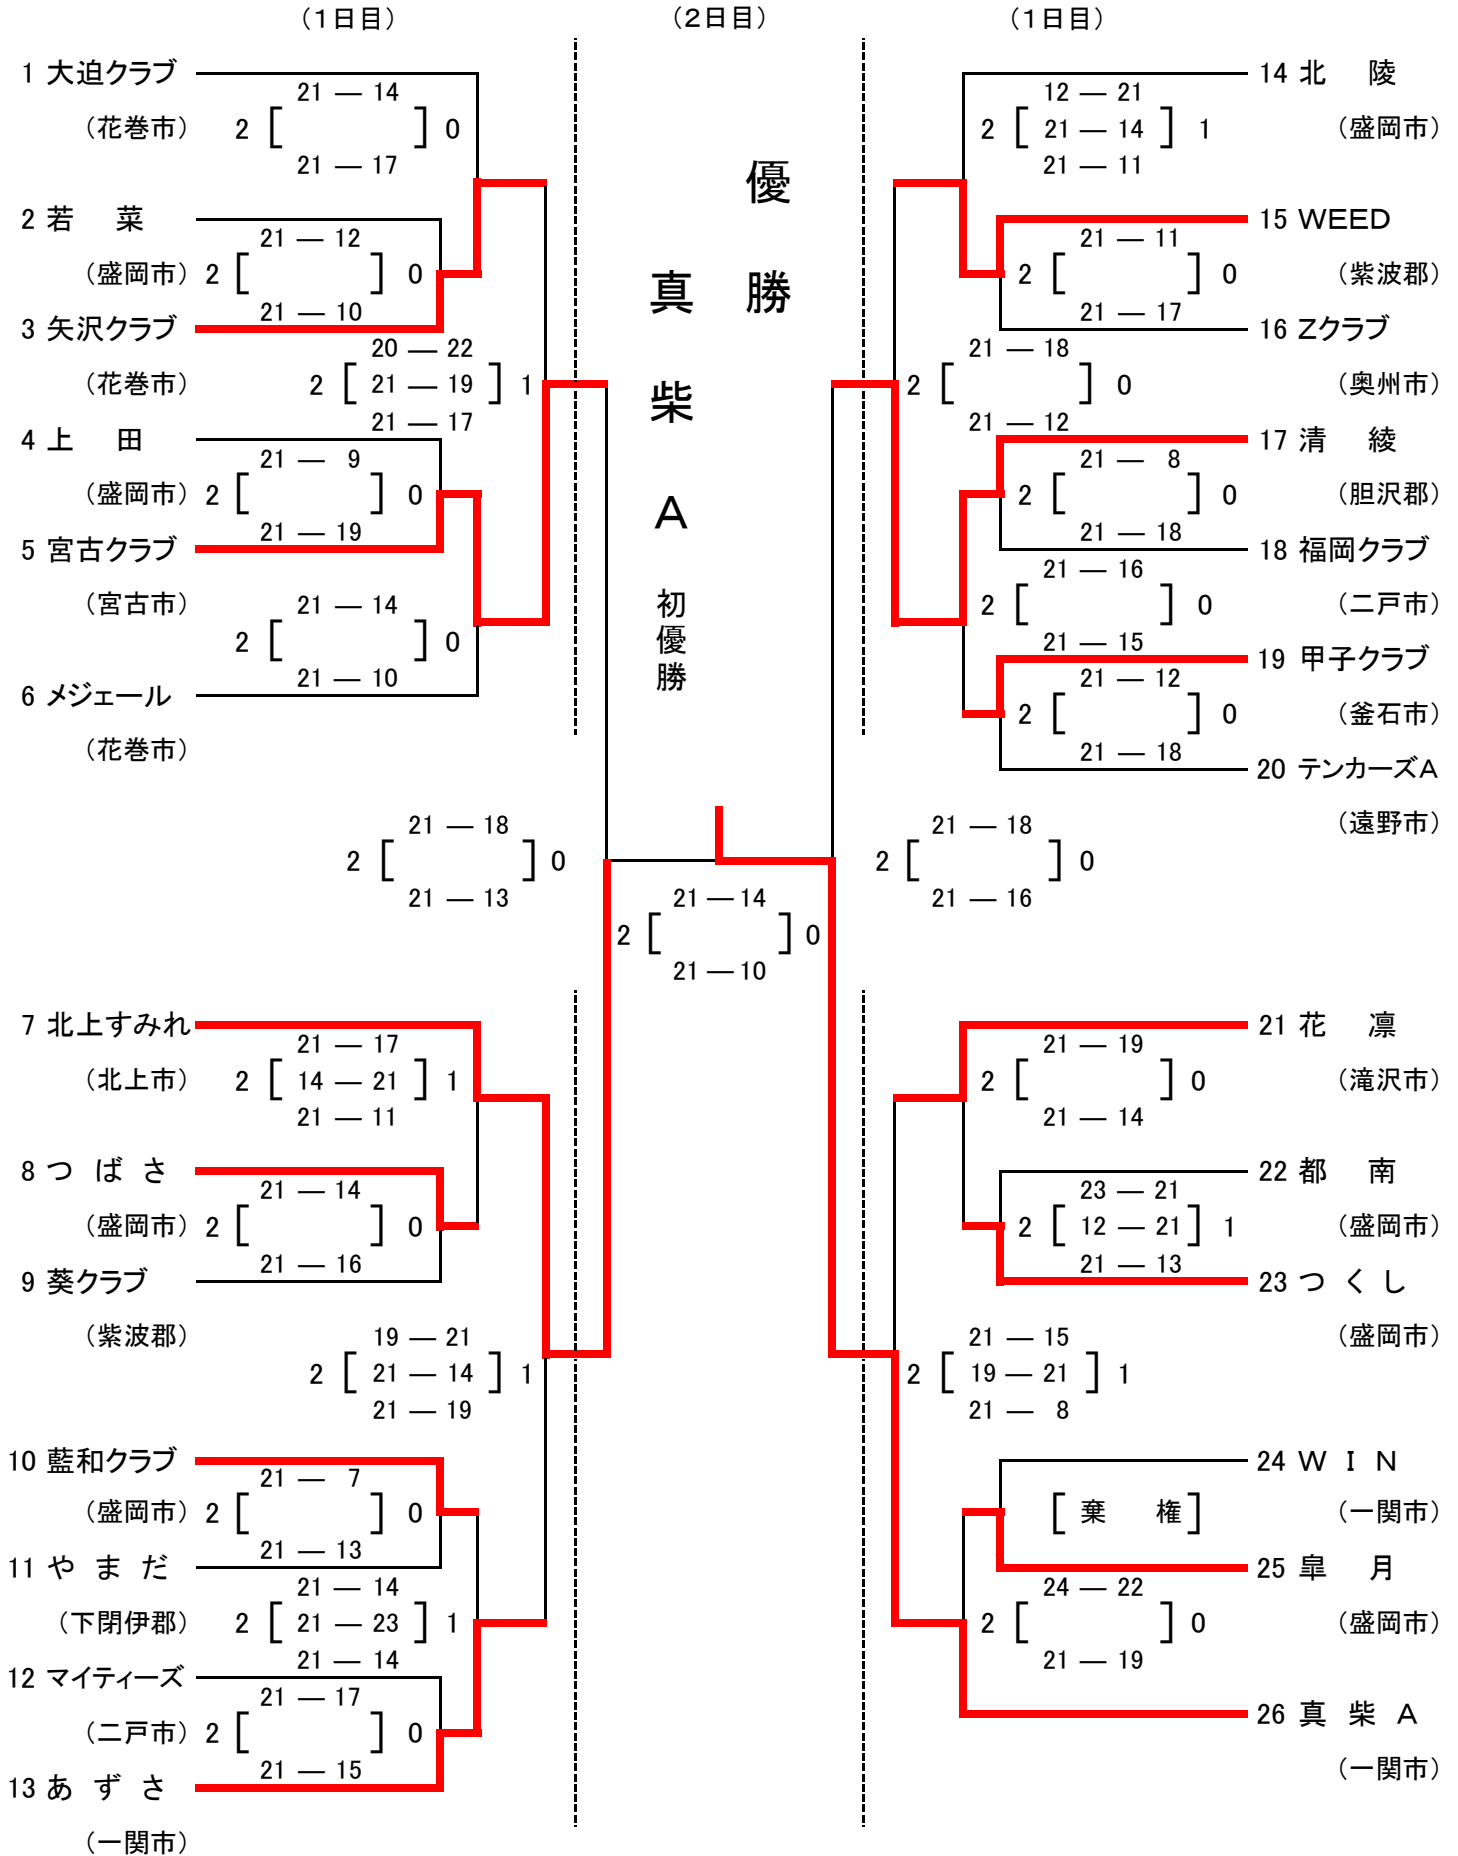 （１日目）
（２日目）
（１日目）
1 大迫クラブ
21 ― 14
（花巻市）
2 [ ] 0
21 ― 17
2 若　菜
21 ― 12
（盛岡市）
2 [ ] 0
21 ― 10
3 矢沢クラブ
20 ― 22
（花巻市）
2 [ 21 ― 19 ] 1
21 ― 17
4 上　田
21 ― 9
（盛岡市）
2 [ ] 0
21 ― 19
5 宮古クラブ
（宮古市）
21 ― 14
2 [ ] 0
21 ― 10
6 メジェール
（花巻市）
21 ― 18
2 [ ] 0
21 ― 13
7 北上すみれ
21 ― 17
（北上市）
2 [ 14 ― 21 ] 1
21 ― 11
8 つ ば さ
21 ― 14
（盛岡市）
2 [ ] 0
21 ― 16
9 葵クラブ
（紫波郡）
19 ― 21
2 [ 21 ― 14 ] 1
21 ― 19
10 藍和クラブ
21 ― 7
（盛岡市）
2 [ ] 0
21 ― 13
11 や ま だ
21 ― 14
（下閉伊郡）
2 [ 21 ― 23 ] 1
21 ― 14
12 マイティーズ
21 ― 17
（二戸市）
2 [ ] 0
21 ― 15
13 あ ず さ
（一関市）
優勝
真柴Ａ
初優勝
21 ― 14
2 [ ] 0
21 ― 10
14 北　陵
12 ― 21
（盛岡市）
2 [ 21 ― 14 ] 1
21 ― 11
15 ＷＥＥＤ
21 ― 11
（紫波郡）
2 [ ] 0
21 ― 17
16 Ｚクラブ
21 ― 18
（奥州市）
2 [ ] 0
21 ― 12
17 清　綾
21 ― 8
（胆沢郡）
2 [ ] 0
21 ― 18
18 福岡クラブ
21 ― 16
（二戸市）
2 [ ] 0
21 ― 15
19 甲子クラブ
21 ― 12
（釜石市）
2 [ ] 0
21 ― 18
20 テンカーズＡ
（遠野市）
21 ― 18
2 [ ] 0
21 ― 16
21 花　凛
21 ― 19
（滝沢市）
2 [ ] 0
21 ― 14
22 都　南
23 ― 21
（盛岡市）
2 [ 12 ― 21 ] 1
21 ― 13
23 つ く し
（盛岡市）
21 ― 15
2 [ 19 ― 21 ] 1
21 ― 8
24 Ｗ Ｉ Ｎ
（一関市）
[ 棄　権 ]
25 皐　月
24 ― 22
（盛岡市）
2 [ ] 0
21 ― 19
26 真 柴 Ａ
（一関市）